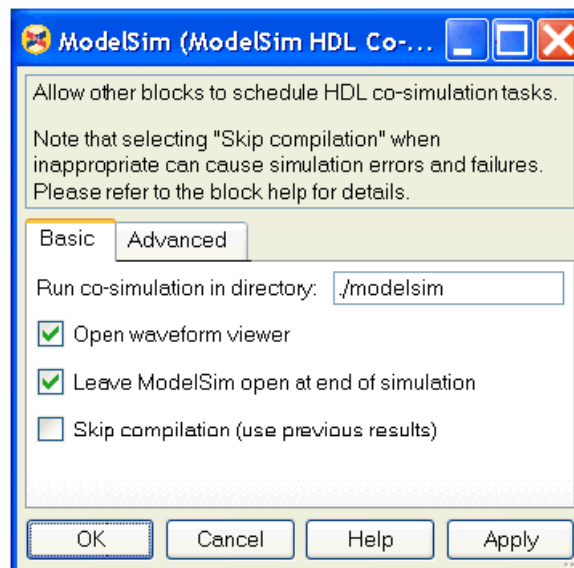 ModelSim (ModelSim HDL Co-...
Allow other blocks to schedule HDL co-simulation tasks.
Note that selecting "Skip compilation" when
inappropriate can cause simulation errors and failures.
Please refer to the block help for details.
Basic Advanced
Run co-simulation in directory: ./modelsim
Open waveform viewer
Leave ModelSim open at end of simulation
Skip compilation (use previous results)
OK Cancel Help Apply